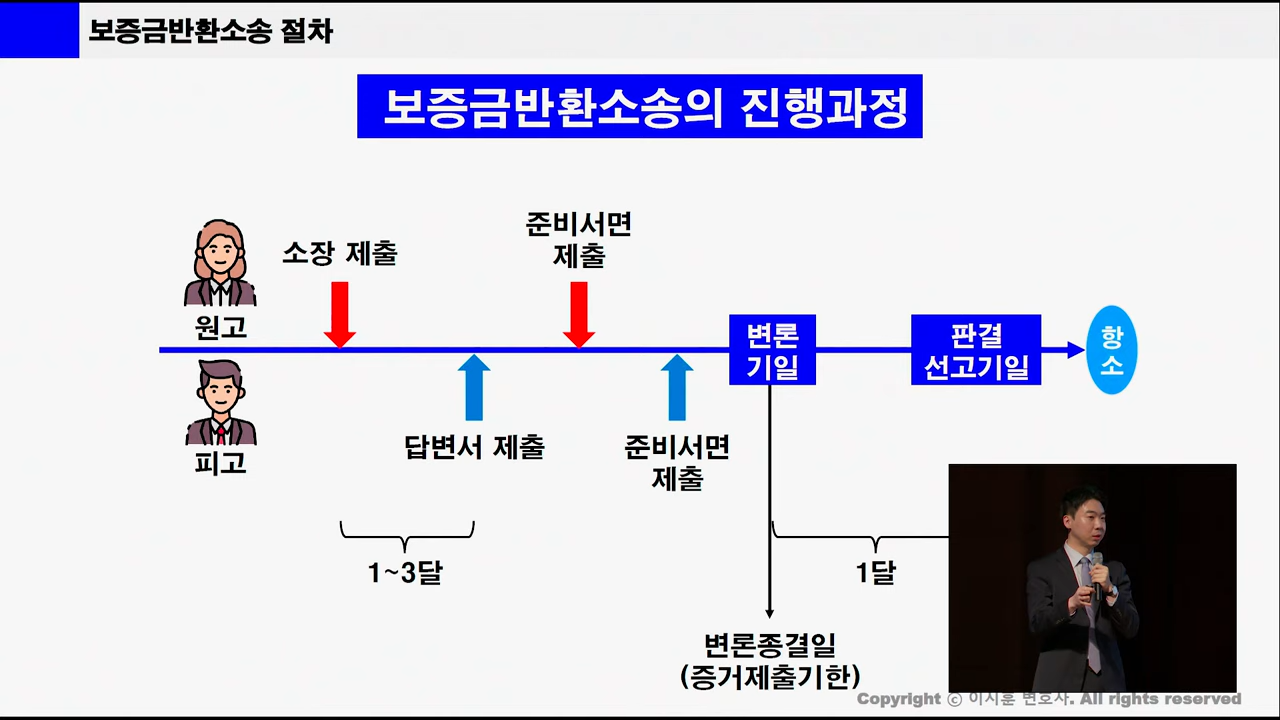 보증금반환소송 절차
보증금반환소송의 진행과정
소장 제출
준비서면
제출
원고
변론
기일
판결
선고기일
항
소
피고
답변서 제출
준비서면
제출
1~3달
1달
변론종결일
(증거제출기한)
Copyright ⓒ 이시훈 변호사. All rights reserved